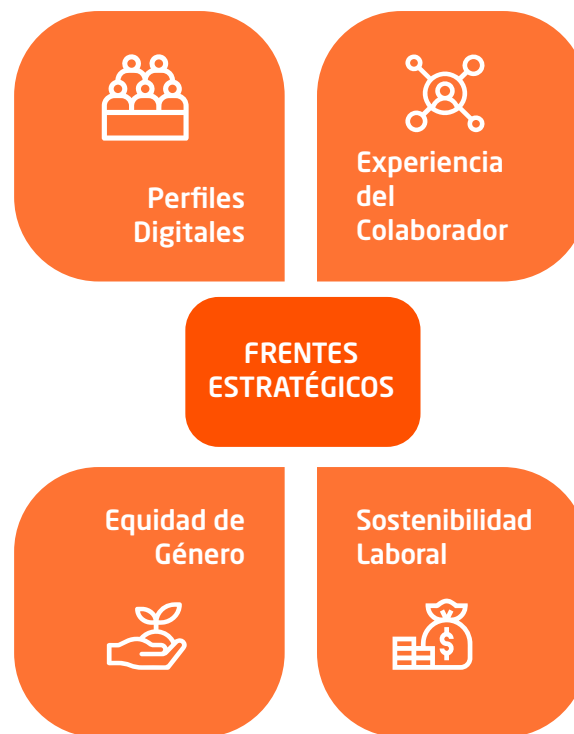 Perfiles
Digitales
Experiencia
del
Colaborador
FRENTES
ESTRATÉGICOS
Equidad de
Género
Sostenibilidad
Laboral
$